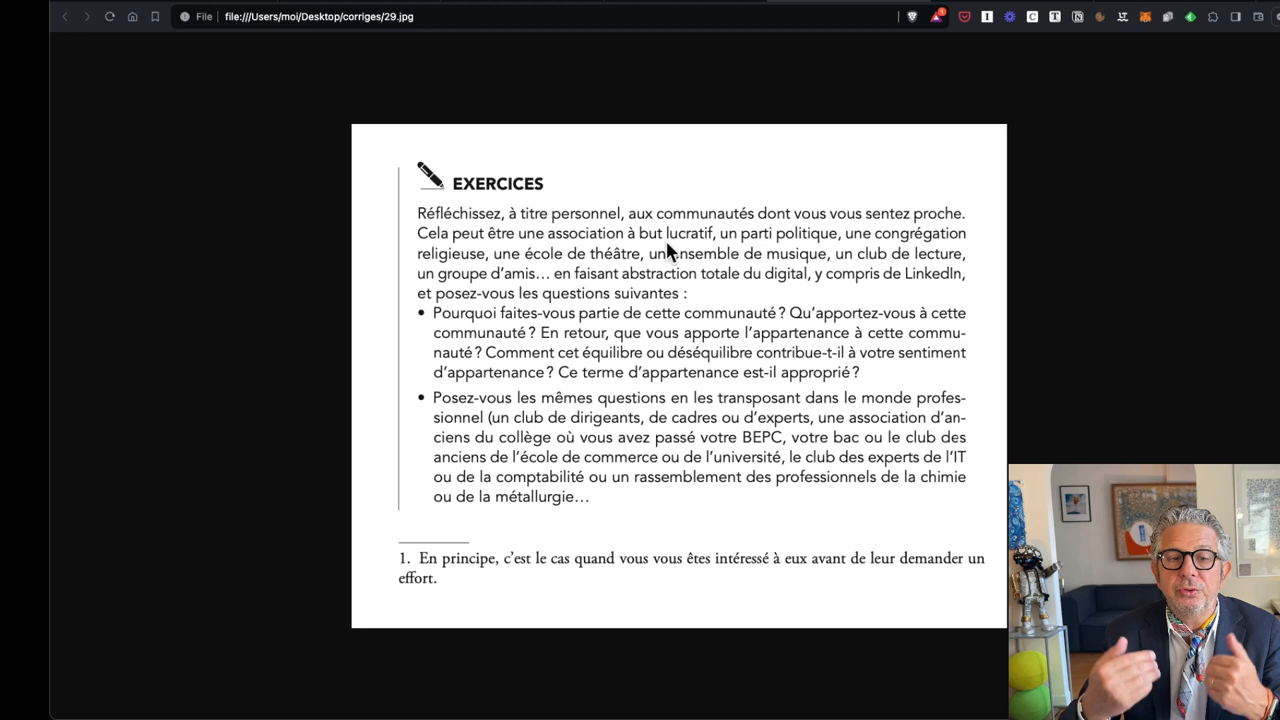 File
file:///Users/moi/Desktop/corriges/29.jpg
1
EXERCICES
Réfléchissez, à titre personnel, aux communautés dont vous vous sentez proche.
Cela peut être une association à but lucratif, un parti politique, une congrégation
religieuse, une école de théâtre, un ensemble de musique, un club de lecture,
un groupe d’amis… en faisant abstraction totale du digital, y compris de LinkedIn,
et posez-vous les questions suivantes :
• Pourquoi faites-vous partie de cette communauté ? Qu’apportez-vous à cette
communauté ? En retour, que vous apporte l’appartenance à cette commu-
nauté ? Comment cet équilibre ou déséquilibre contribue-t-il à votre sentiment
d’appartenance ? Ce terme d’appartenance est-il approprié ?
• Posez-vous les mêmes questions en les transposant dans le monde profes-
sionnel (un club de dirigeants, de cadres ou d’experts, une association d’an-
ciens du collège où vous avez passé votre BEPC, votre bac ou le club des
anciens de l’école de commerce ou de l’université, le club des experts de l’IT
ou de la comptabilité ou un rassemblement des professionnels de la chimie
ou de la métallurgie…
1. En principe, c’est le cas quand vous vous êtes intéressé à eux avant de leur demander un
effort.